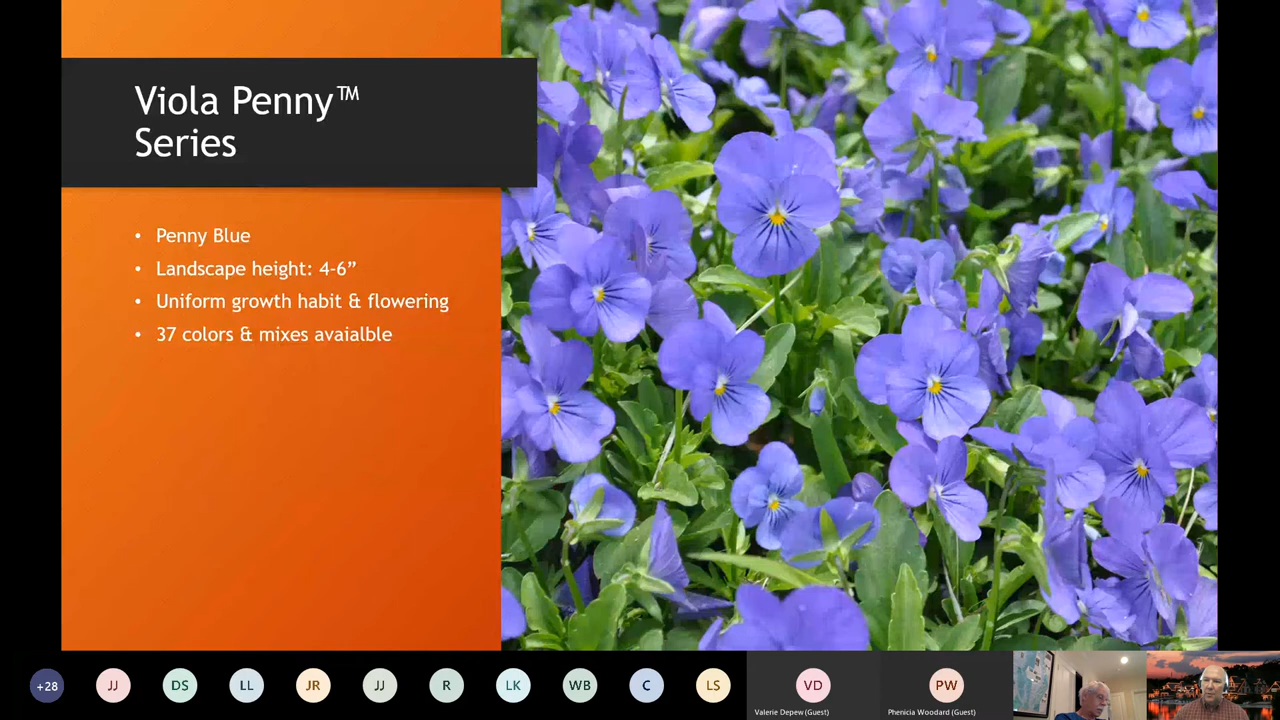 Viola Penny™
Series
• Penny Blue
• Landscape height: 4-6”
• Uniform growth habit & flowering
• 37 colors & mixes avaialble
+28 JJ DS LL JR JJ R LK WB C LS VD PW
Valerie Depew (Guest) Phenicia Woodard (Guest)